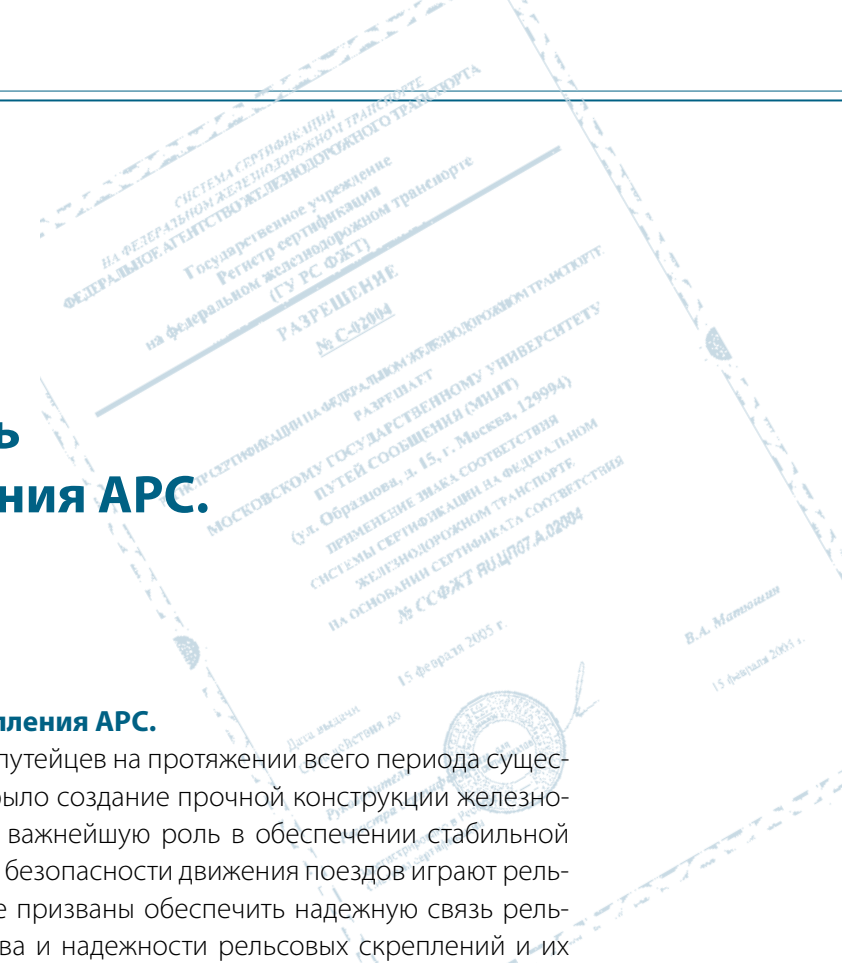 СИСТЕМА СЕРТИФИКАЦИИ
НА ФЕДЕРАЛЬНОМ ЖЕЛЕЗНОДОРОЖНОМ ТРАНСПОРТЕ
ФЕДЕРАЛЬНОЕ АГЕНТСТВО ЖЕЛЕЗНОДОРОЖНОГО ТРАНСПОРТА
Государственное учреждение
Регистр сертификации
на федеральном железнодорожном транспорте
(ГУ РС ФЖТ)
РАЗРЕШЕНИЕ
№ С-02004
СЕРТИФИКАЦИИ НА ФЕДЕРАЛЬНОМ ЖЕЛЕЗНОДОРОЖНОМ ТРАНСПОРТЕ
РАЗРЕШАЕТ
МОСКОВСКОМУ ГОСУДАРСТВЕННОМУ УНИВЕРСИТЕТУ
ПУТЕЙ СООБЩЕНИЯ (МИИТ)
(ул. Образцова, д. 15, г. Москва, 129994)
ПРИМЕНЕНИЕ ЗНАКА СООТВЕТСТВИЯ
СИСТЕМЫ СЕРТИФИКАЦИИ НА ФЕДЕРАЛЬНОМ
ЖЕЛЕЗНОДОРОЖНОМ ТРАНСПОРТЕ
НА ОСНОВАНИИ СЕРТИФИКАТА СООТВЕТСТВИЯ
№ ССФЖТ RU.ЦП07.А.02004
Дата выдачи 15 февраля 2005 г.
действия до
В.А. Матюшин
15 февраля 2005 г.
ь
ния АРС.
пления АРС.
путейцев на протяжении всего периода сущес-
было создание прочной конструкции железно-
важнейшую роль в обеспечении стабильной
безопасности движения поездов играют рель-
е призваны обеспечить надежную связь рель-
ва и надежности рельсовых скреплений и их